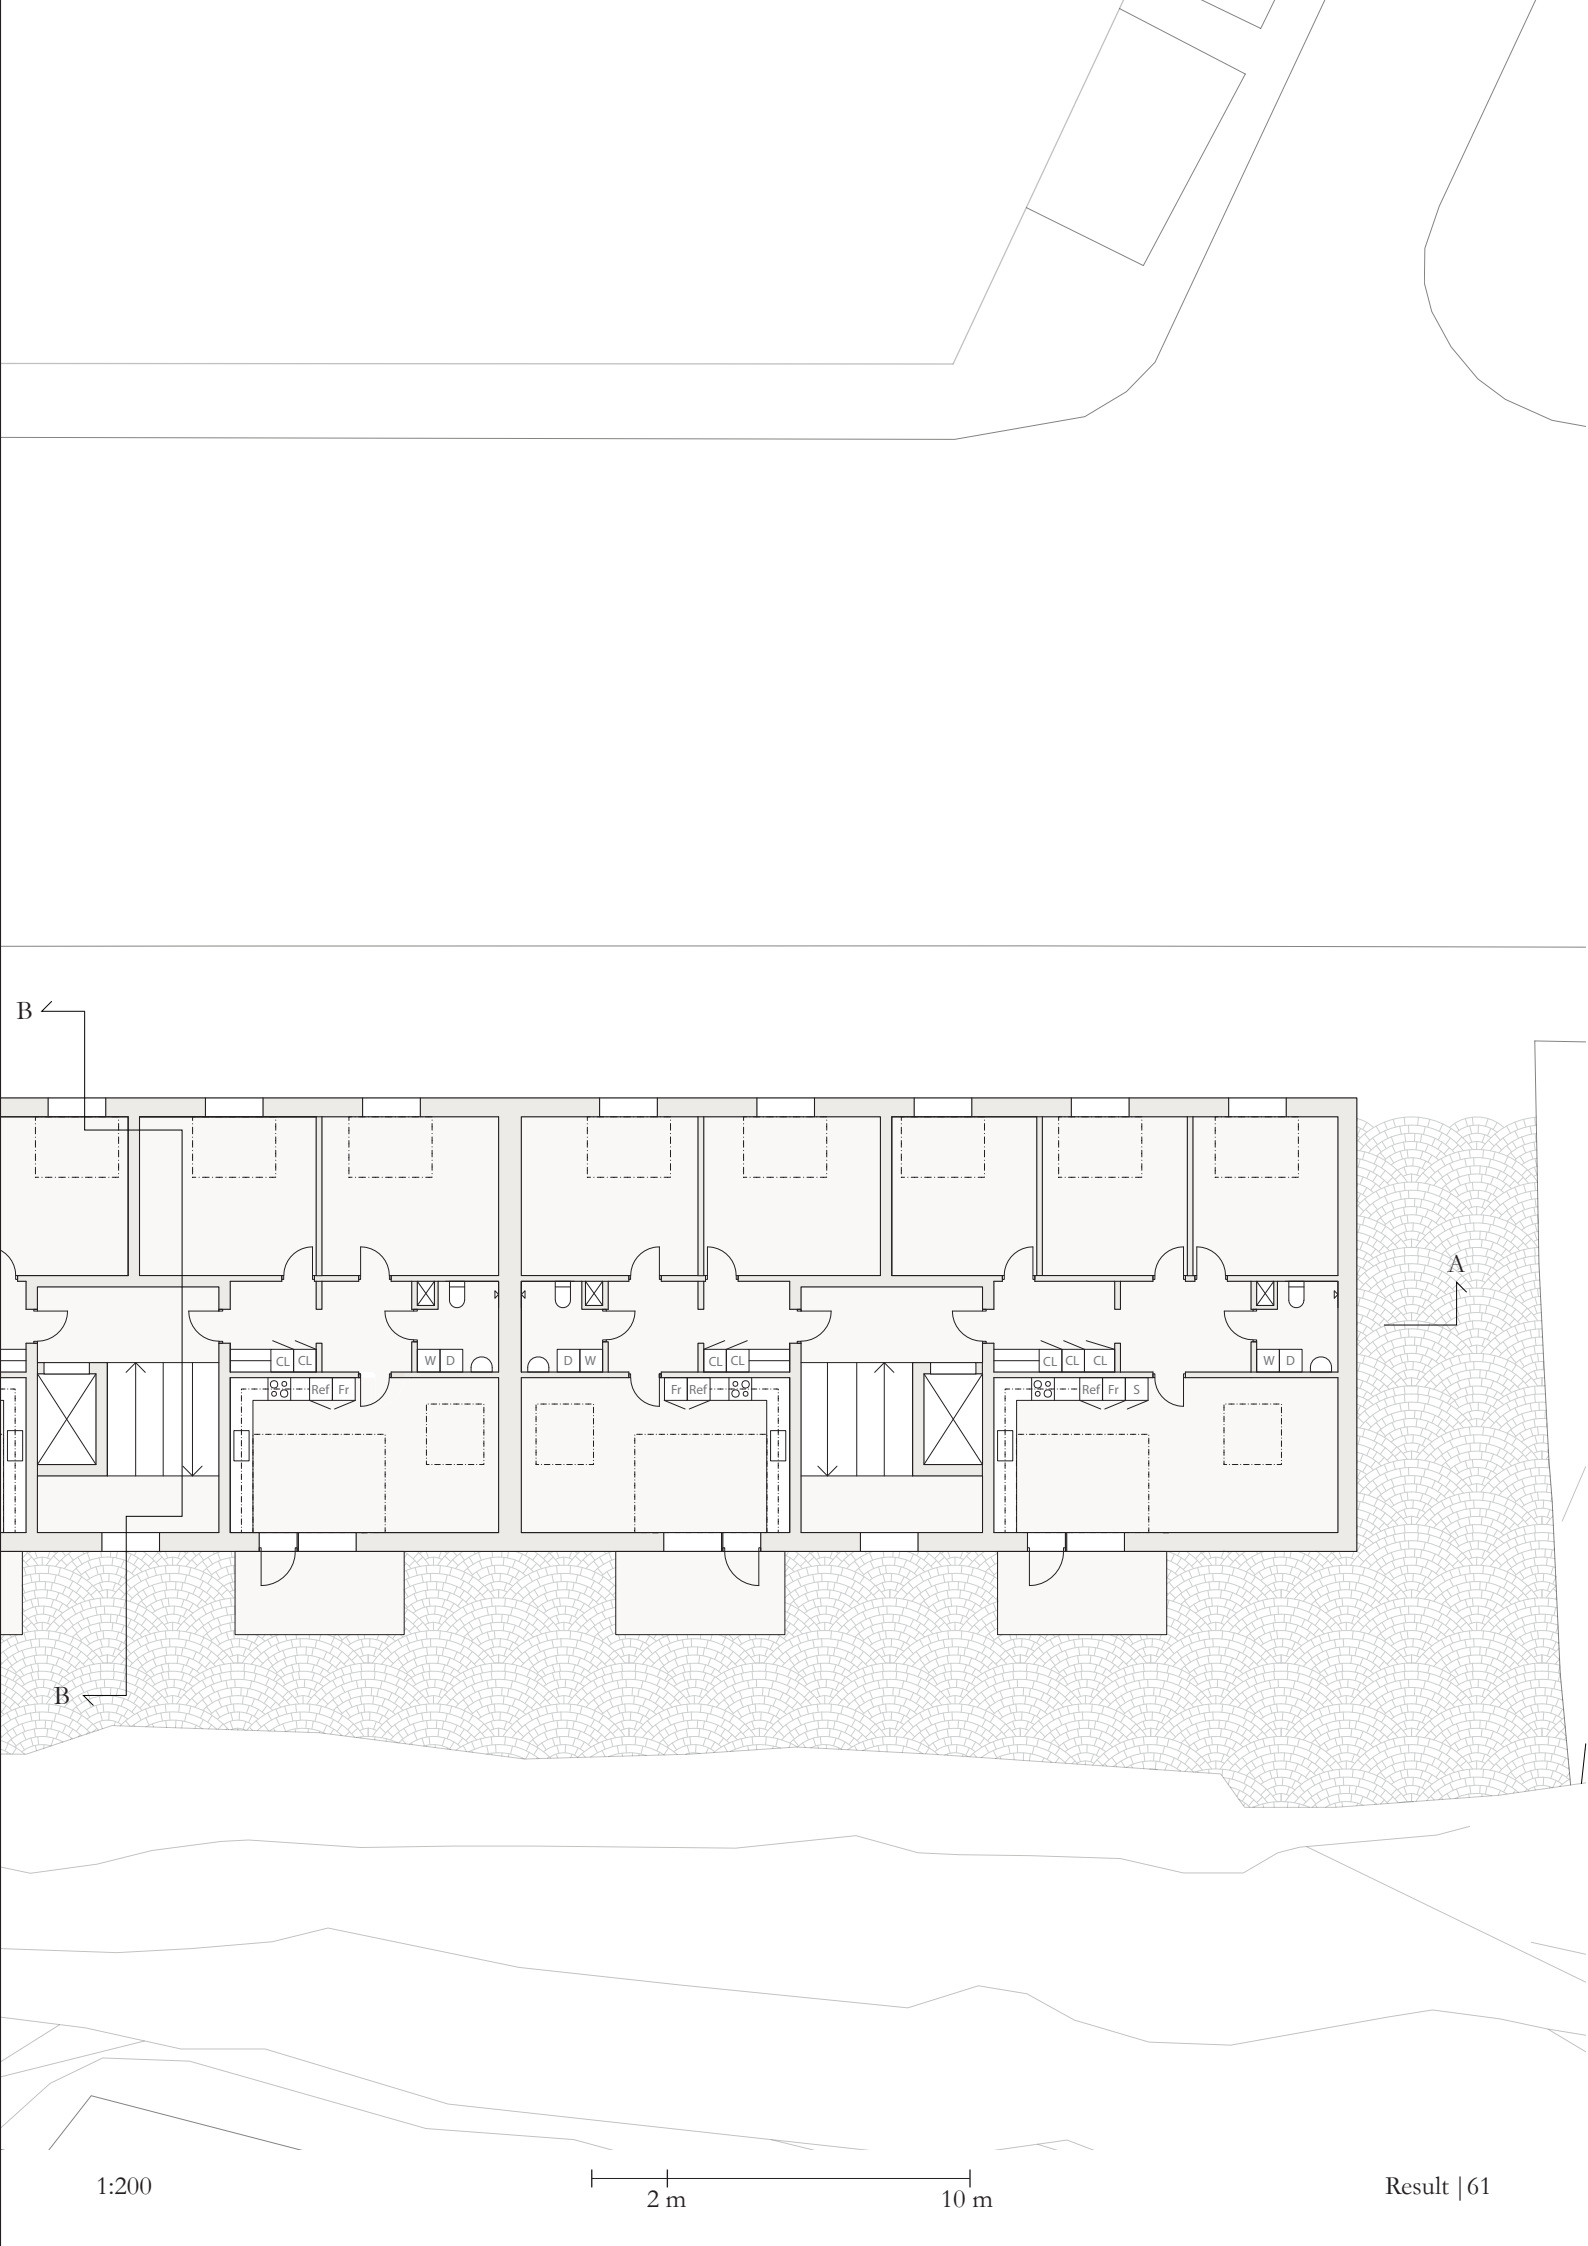 B
A
CL CL W D D W CL CL CL CL CL W D
Ref Fr Fr Ref Ref Fr S
B
1:200
2 m 10 m
Result | 61